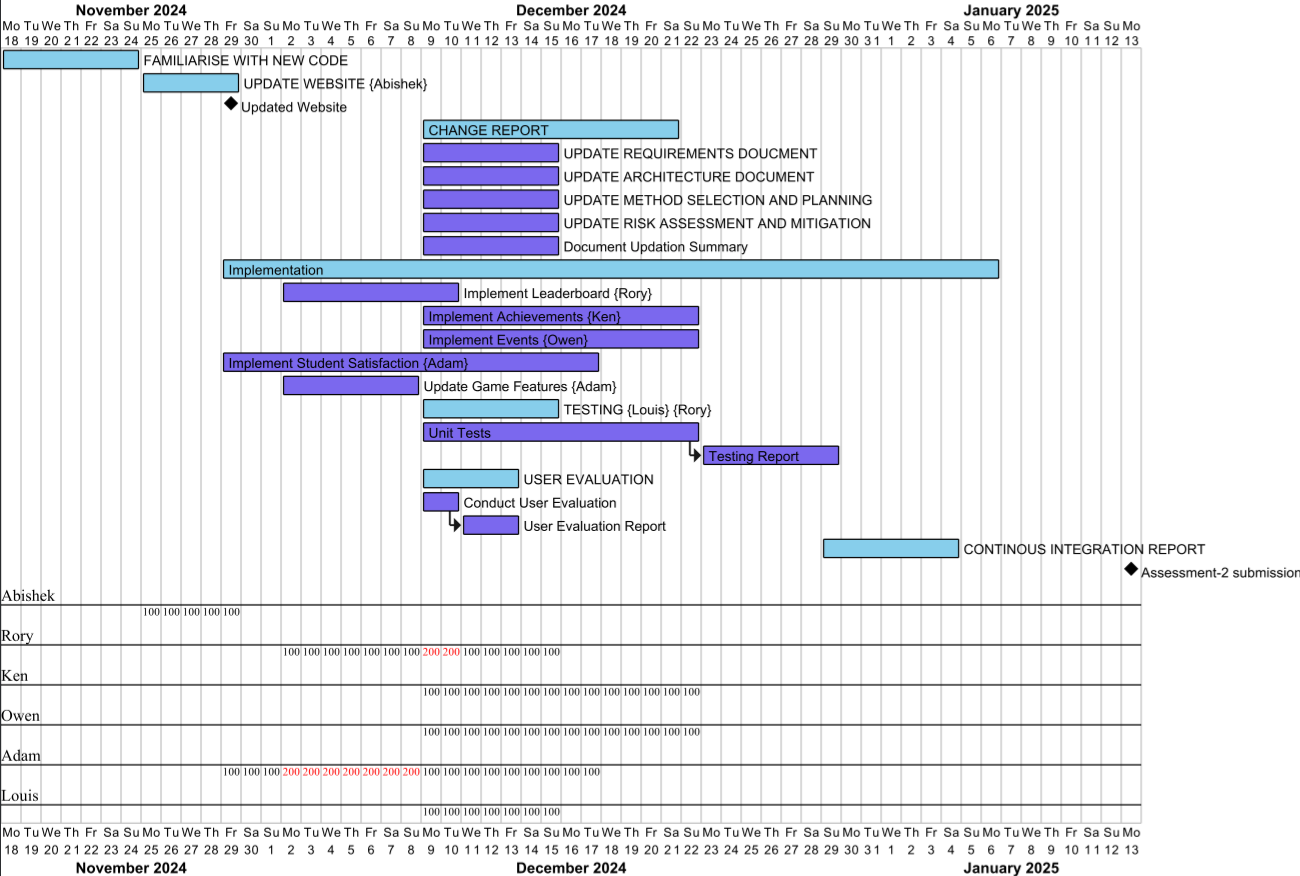 November 2024 December 2024 January 2025
Mo Tu We Th Fr Sa Su Mo Tu We Th Fr Sa Su Mo Tu We Th Fr Sa Su Mo Tu We Th Fr Sa Su Mo Tu We Th Fr Sa Su Mo Tu We Th Fr Sa Su Mo Tu We Th Fr Sa Su Mo Tu We Th Fr Sa Su Mo
18 19 20 21 22 23 24 25 26 27 28 29 30 1 2 3 4 5 6 7 8 9 10 11 12 13 14 15 16 17 18 19 20 21 22 23 24 25 26 27 28 29 30 31 1 2 3 4 5 6 7 8 9 10 11 12 13
FAMILIARISE WITH NEW CODE
UPDATE WEBSITE {Abishek}
Updated Website
CHANGE REPORT
UPDATE REQUIREMENTS DOUCMENT
UPDATE ARCHITECTURE DOCUMENT
UPDATE METHOD SELECTION AND PLANNING
UPDATE RISK ASSESSMENT AND MITIGATION
Document Updation Summary
Implementation
Implement Leaderboard {Rory}
Implement Achievements {Ken}
Implement Events {Owen}
Implement Student Satisfaction {Adam}
Update Game Features {Adam}
TESTING {Louis} {Rory}
Unit Tests
Testing Report
USER EVALUATION
Conduct User Evaluation
User Evaluation Report
CONTINOUS INTEGRATION REPORT
Assessment-2 submission
Abishek
100 100 100 100 100
Rory
100 100 100 100 100 100 100 200 200 100 100 100 100 100
Ken
100 100 100 100 100 100 100 100 100 100 100 100 100 100
Owen
100 100 100 100 100 100 100 100 100 100 100 100 100 100
Adam
100 100 100 200 200 200 200 200 200 200 100 100 100 100 100 100 100 100 100
Louis
100 100 100 100 100 100 100
Mo Tu We Th Fr Sa Su Mo Tu We Th Fr Sa Su Mo Tu We Th Fr Sa Su Mo Tu We Th Fr Sa Su Mo Tu We Th Fr Sa Su Mo Tu We Th Fr Sa Su Mo Tu We Th Fr Sa Su Mo Tu We Th Fr Sa Su Mo
18 19 20 21 22 23 24 25 26 27 28 29 30 1 2 3 4 5 6 7 8 9 10 11 12 13 14 15 16 17 18 19 20 21 22 23 24 25 26 27 28 29 30 31 1 2 3 4 5 6 7 8 9 10 11 12 13
November 2024 December 2024 January 2025